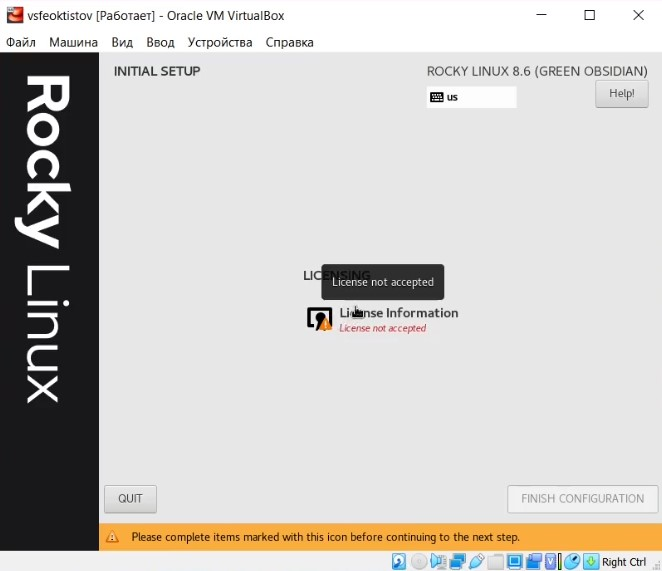 vsfeoktistov [Работает] - Oracle VM VirtualBox
Файл Машина Вид Ввод Устройства Справка
Rocky Linux
INITIAL SETUP
ROCKY LINUX 8.6 (GREEN OBSIDIAN)
us
Help!
LICENSING
License not accepted
License Information
License not accepted
QUIT
FINISH CONFIGURATION
Please complete items marked with this icon before continuing to the next step.
Right Ctrl